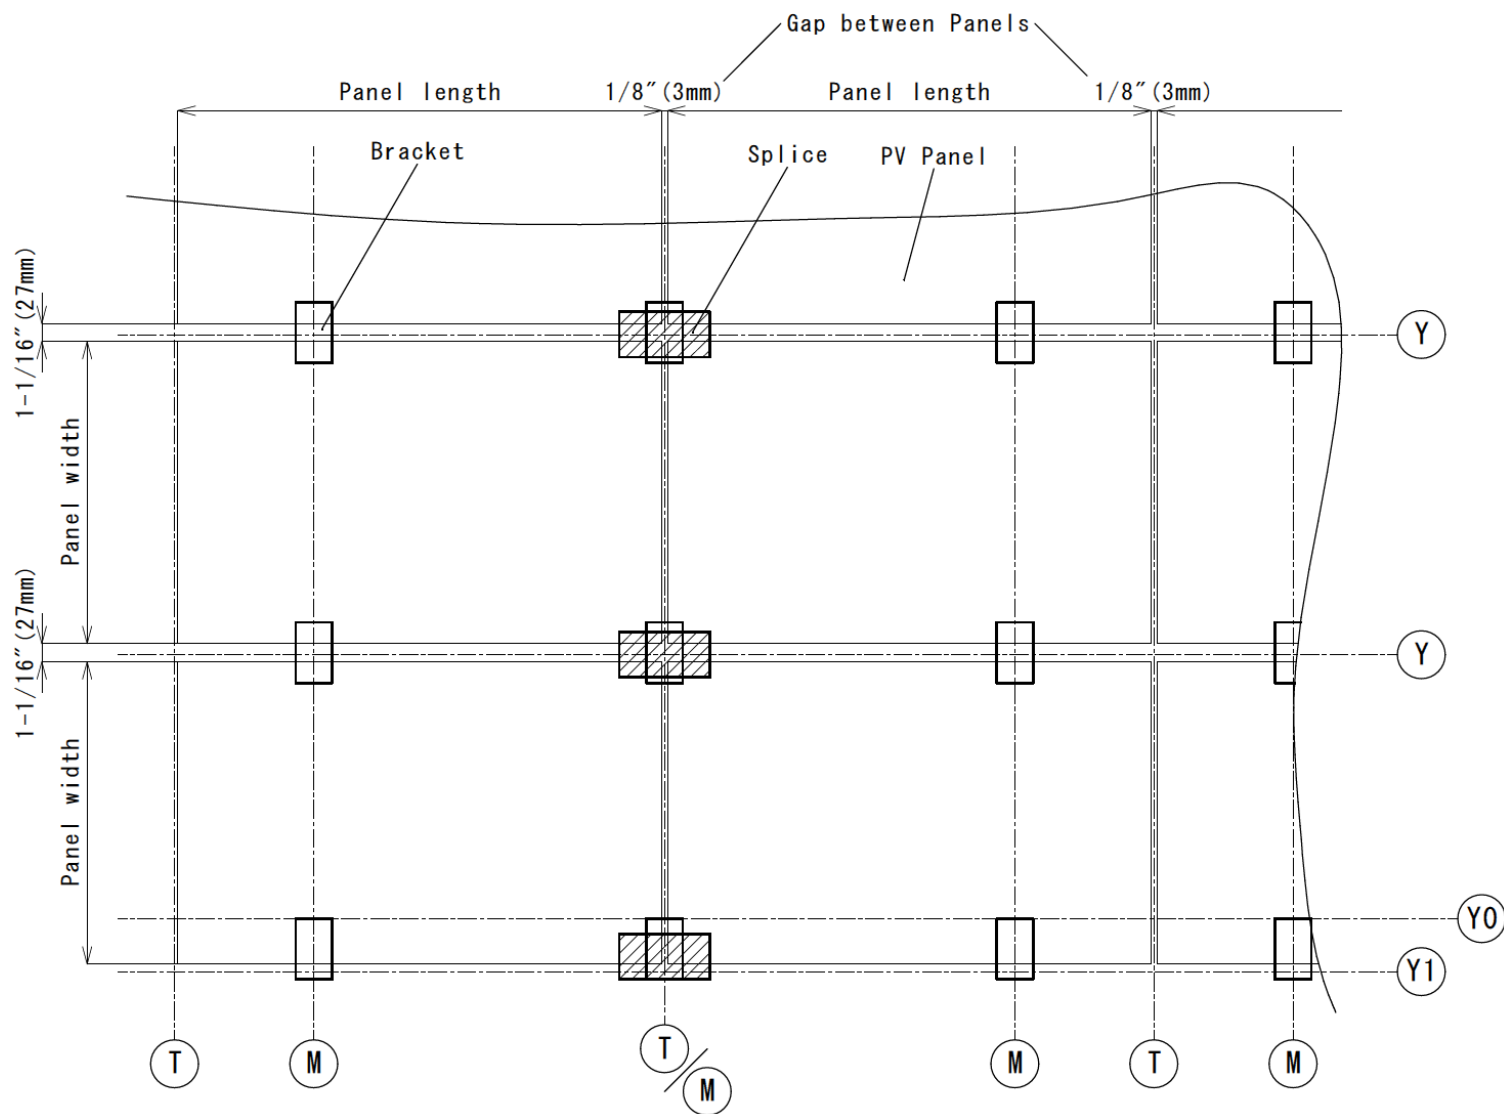 Gap between Panels
Panel length
1/8"(3mm)
Panel length
1/8"(3mm)
Bracket
Splice
PV Panel
1-1/16"(27mm)
Y
Panel width
1-1/16"(27mm)
Y
Panel width
Y0
Y1
T
M
T
M
M
T
M